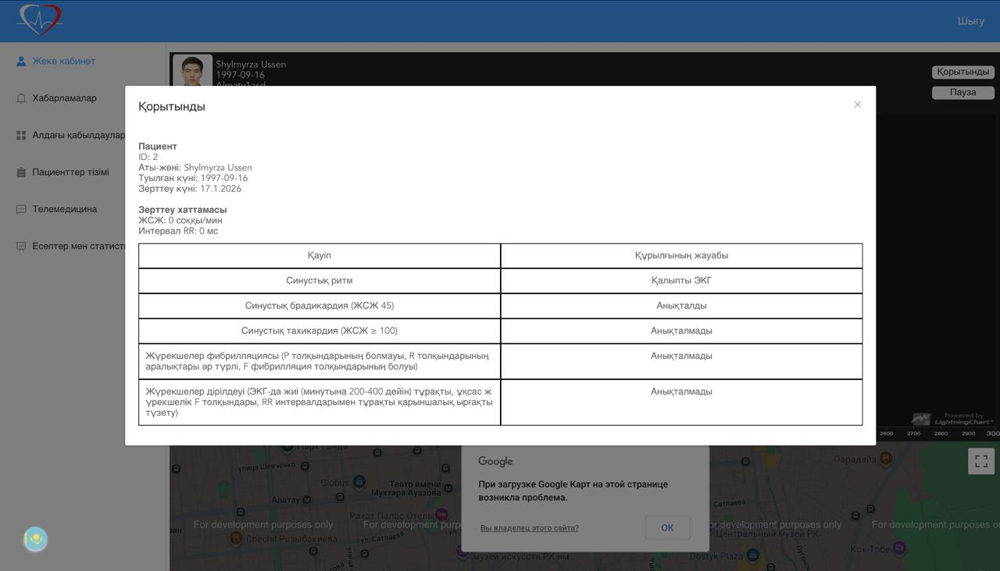 Шығу
Жеке кабинет
Хабарламалар
Алдағы қабылдаулар
Пациенттер тізімі
Телемедицина
Есептер мен
Shylmyrza Ussen
1997-09-16
Almaty1asd
Қорытынды
Пауза
Қорытынды
Пациент
ID: 2
Аты-жөні: Shylmyrza Ussen
Туылған күні: 1997-09-16
Зерттеу күні: 17.1.2026
Зерттеу хаттамасы
ЖСЖ: 0 соққы/мин
Интервал RR: 0 мс
Қауіп
Құрылғының жауабы
Синустық ритм
Қалыпты ЭКГ
Синустық брадикардия (ЖСЖ 45)
Анықталды
Синустық тахикардия (ЖСЖ ≥ 100)
Анықталмады
Жүрекшелер фибрилляциясы (P толқындарының болмауы, R толқындарының
аралықтары әр түрлі, F фибрилляция толқындарының болуы)
Анықталмады
Жүрекшелер дірілдеуі (ЭКГ-да жиі (минутына 200-400 дейін) тұрақты, ұқсас ж
үрекшелік F толқындары, RR интервалдарымен тұрақты қарыншалық ырғақты
түзету)
Анықталмады
Powered by
LightningChart®
2600 2700 2800 2900 300
Парк Ганди
улица Шевченко
Globus
Театр имени
Мухтара Ауэзова
Алатау
Рахат Палас Отель
For development purposes only
For development purp
Chechil Розыбакиева
ул. Сатпаева
Google
При загрузке Google Карт на этой странице
возникла проблема.
Вы владелец этого сайта?
OK
музей искусств РК им...
Парадайз
Сатпаева
or development purposes only
For development purposes o
Центральный музей РК
Dostyk Plaza
Кок-Тобе